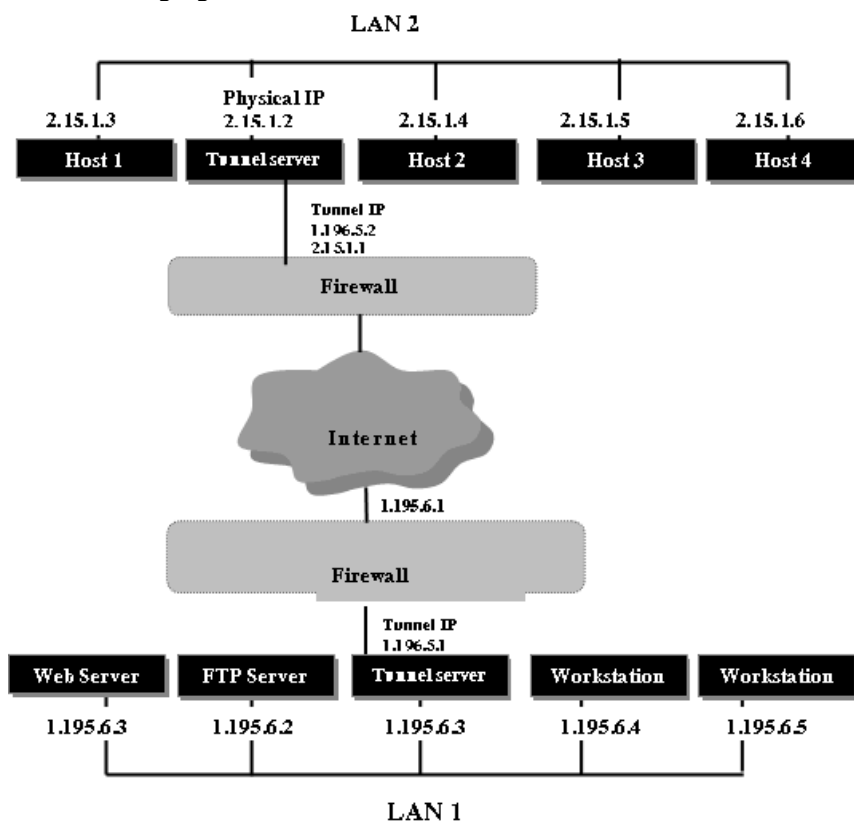 LAN 2
Physical IP
2.15.1.3 2.15.1.2 2.15.1.4 2.15.1.5 2.15.1.6
Host 1 Tunnel server Host 2 Host 3 Host 4
Tunnel IP
1.196.5.2
2.15.1.1
Firewall
Internet
1.195.6.1
Firewall
Tunnel IP
1.196.5.1
Web Server FTP Server Tunnel server Workstation Workstation
1.195.6.3 1.195.6.2 1.195.6.3 1.195.6.4 1.195.6.5
LAN 1